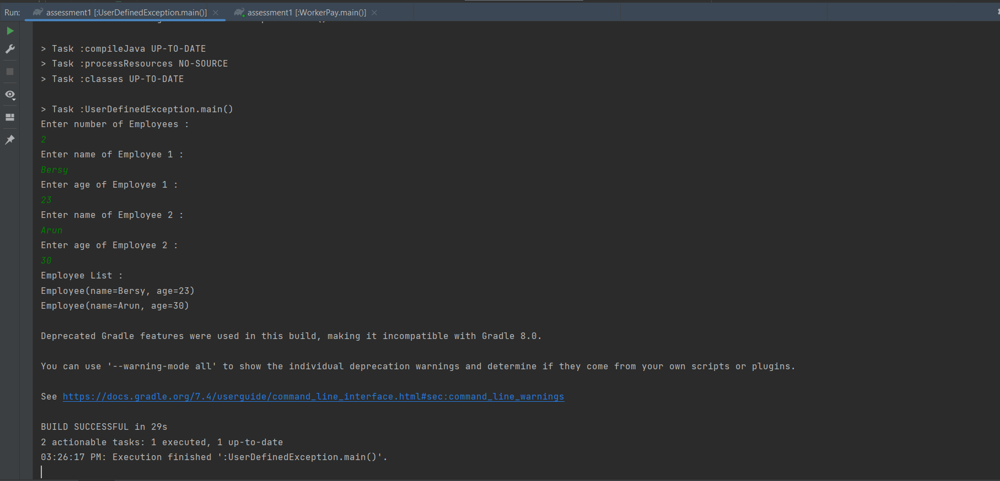 Run: assessment1 [:UserDefinedException.main()] assessment1 [:WorkerPay.main()]
> Task :compileJava UP-TO-DATE
> Task :processResources NO-SOURCE
> Task :classes UP-TO-DATE
> Task :UserDefinedException.main()
Enter number of Employees :
2
Enter name of Employee 1 :
Bersy
Enter age of Employee 1 :
23
Enter name of Employee 2 :
Arun
Enter age of Employee 2 :
30
Employee List :
Employee(name=Bersy, age=23)
Employee(name=Arun, age=30)
Deprecated Gradle features were used in this build, making it incompatible with Gradle 8.0.
You can use '--warning-mode all' to show the individual deprecation warnings and determine if they come from your own scripts or plugins.
See https://docs.gradle.org/7.4/userguide/command_line_interface.html#sec:command_line_warnings
BUILD SUCCESSFUL in 29s
2 actionable tasks: 1 executed, 1 up-to-date
03:26:17 PM: Execution finished ':UserDefinedException.main()'.